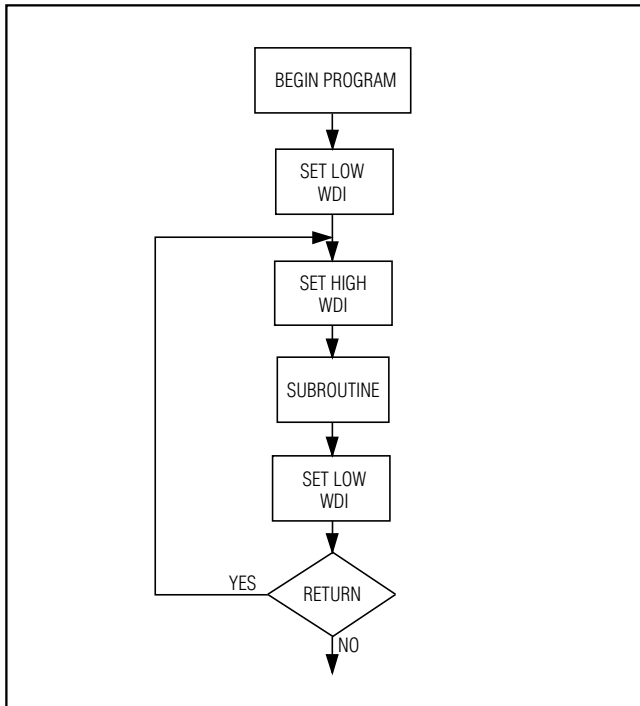 BEGIN PROGRAM
SET LOW
WDI
SET HIGH
WDI
SUBROUTINE
SET LOW
WDI
YES
RETURN
NO